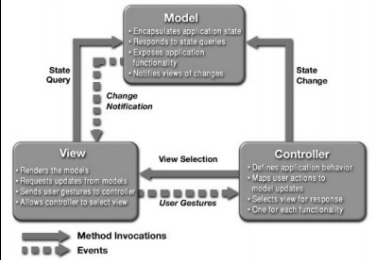 Model
• Encapsulates application state
• Responds to state queries
• Exposes application
functionality
• Notifies views of changes
State
Query
Change
Notification
State
Change
View
• Renders the models
• Requests updates from models
• Sends user gestures to controller
• Allows controller to select view
View Selection
User Gestures
Controller
• Defines application behavior
• Maps user actions to
model updates
• Selects view for response
• One for each functionality
Method Invocations
Events